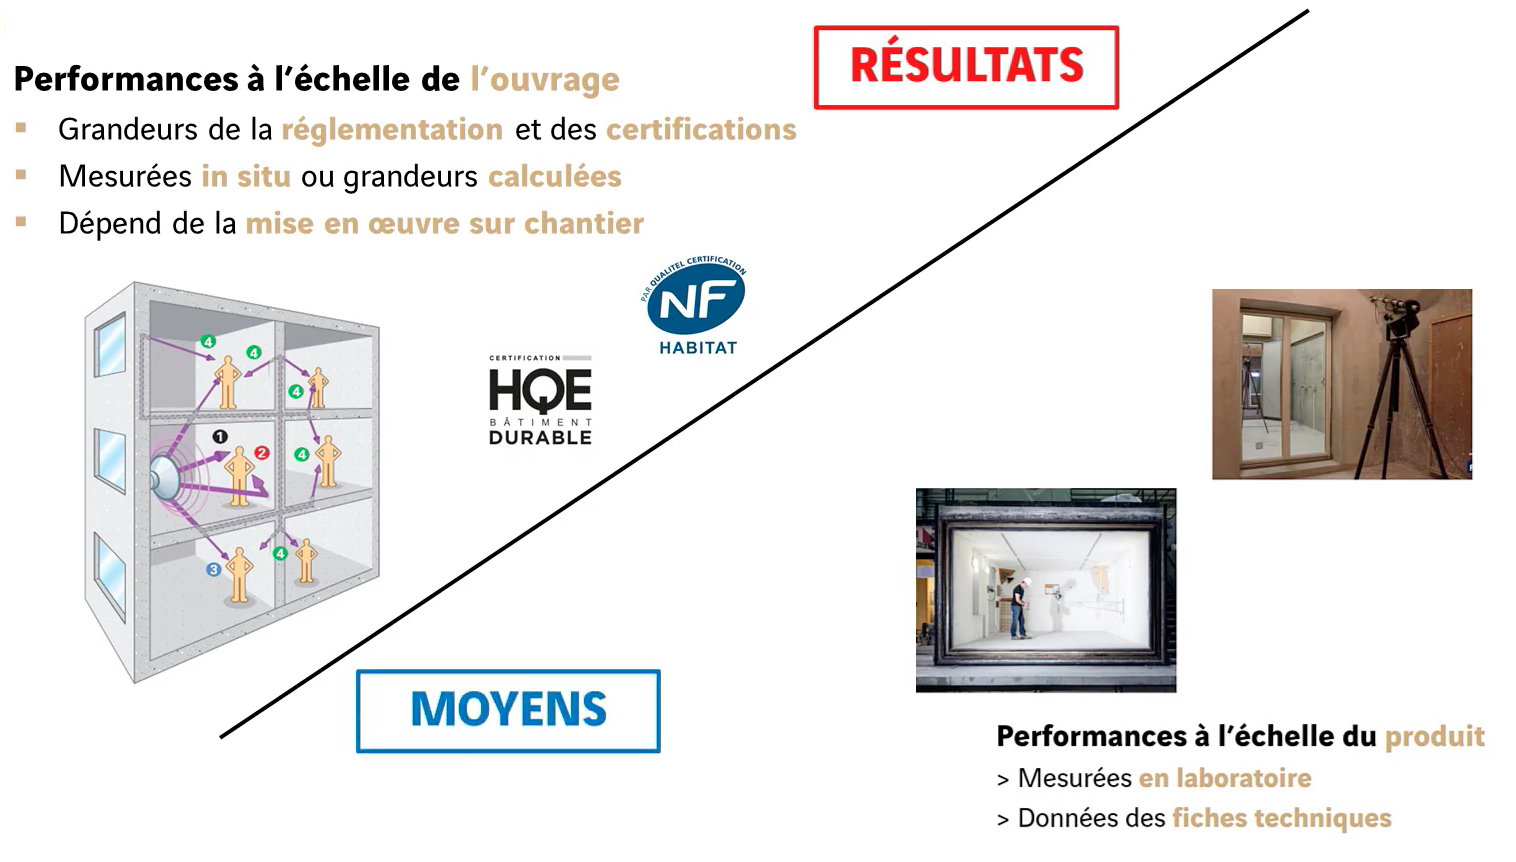 RÉSULTATS
Performances à l'échelle de l'ouvrage
▪ Grandeurs de la réglementation et des certifications
▪ Mesurées in situ ou grandeurs calculées
▪ Dépend de la mise en œuvre sur chantier
PAR QUALITEL CERTIFICATION
NF
HABITAT
CERTIFICATION
HQE
BÂTIMENT
DURABLE
4
4
4
1
2
4
4
3
MOYENS
Performances à l'échelle du produit
> Mesurées en laboratoire
> Données des fiches techniques